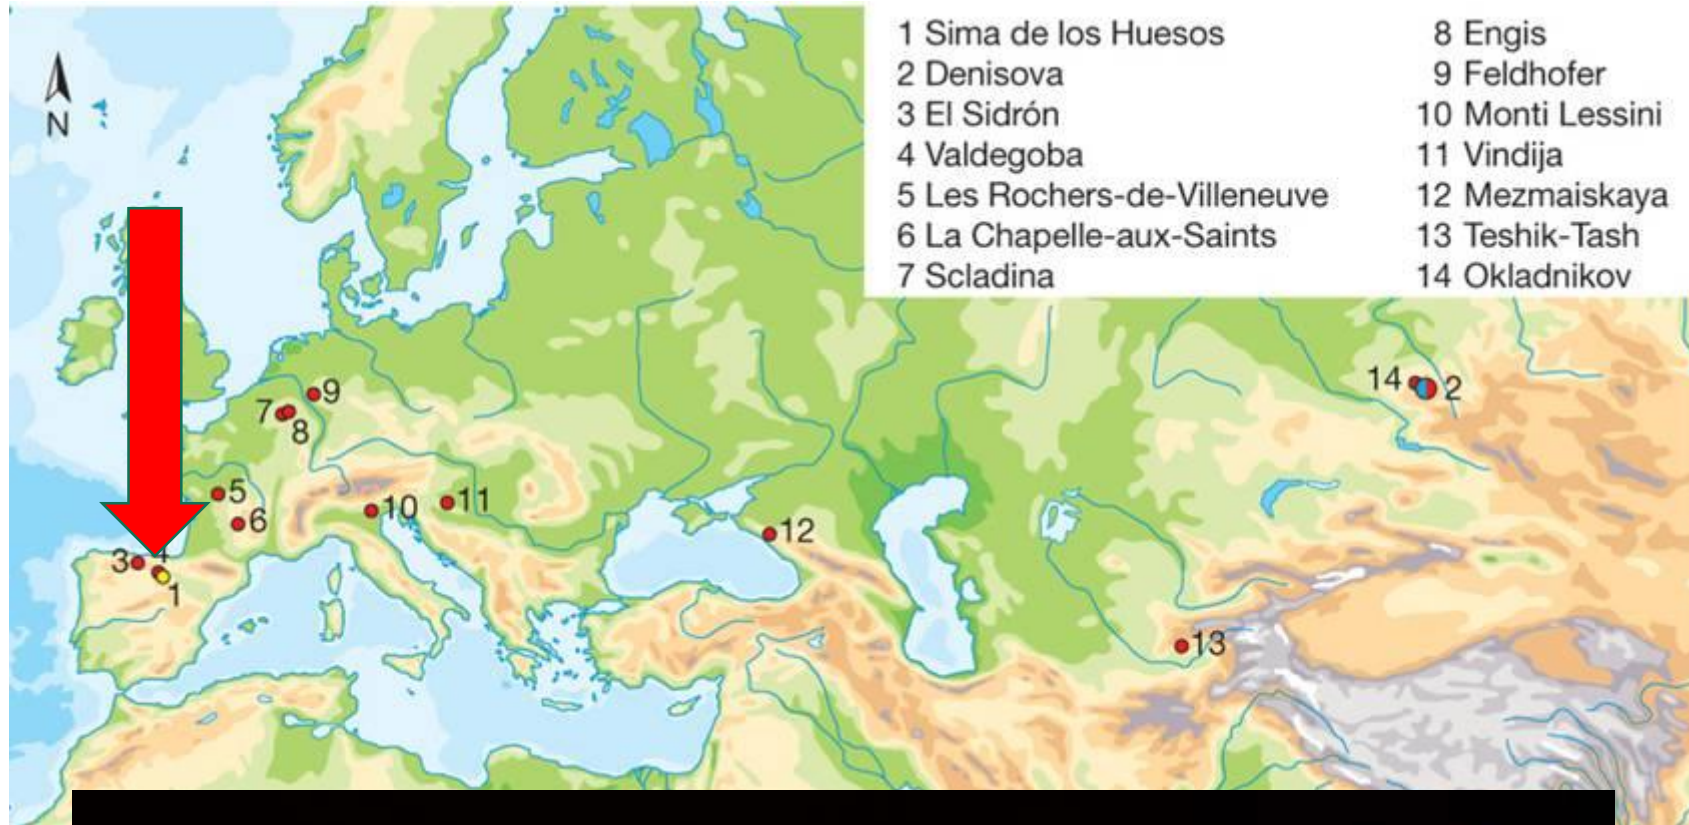 1 Sima de los Huesos
2 Denisova
3 El Sidrón
4 Valdegoba
5 Les Rochers-de-Villeneuve
6 La Chapelle-aux-Saints
7 Scladina
8 Engis
9 Feldhofer
10 Monti Lessini
11 Vindija
12 Mezmaiskaya
13 Teshik-Tash
14 Okladnikov
N
14 2
9
7
8
5
11
10
6
12
3
1
13